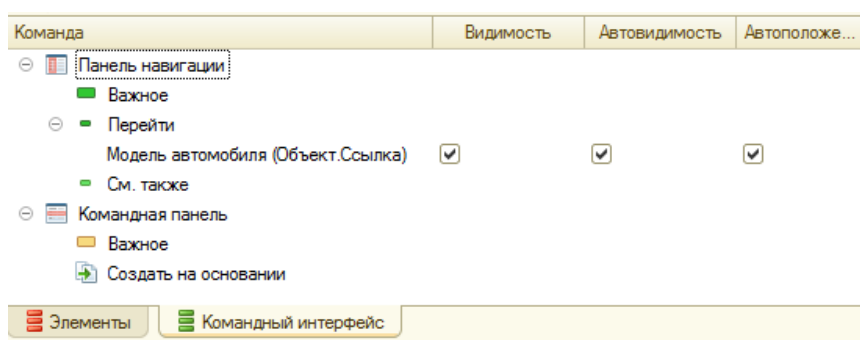 Команда Видимость Автовидимость Автоположе...
Панель навигации
Важное
Перейти
Модель автомобиля (Объект.Ссылка)
См. также
Командная панель
Важное
Создать на основании
Элементы Командный интерфейс